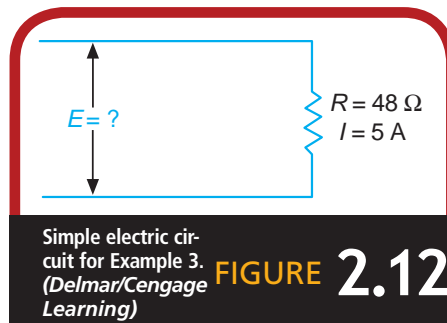 E = ?
R = 48 Ω
I = 5 A
Simple electric cir-
cuit for Example 3.
(Delmar/Cengage
Learning)
FIGURE 2.12